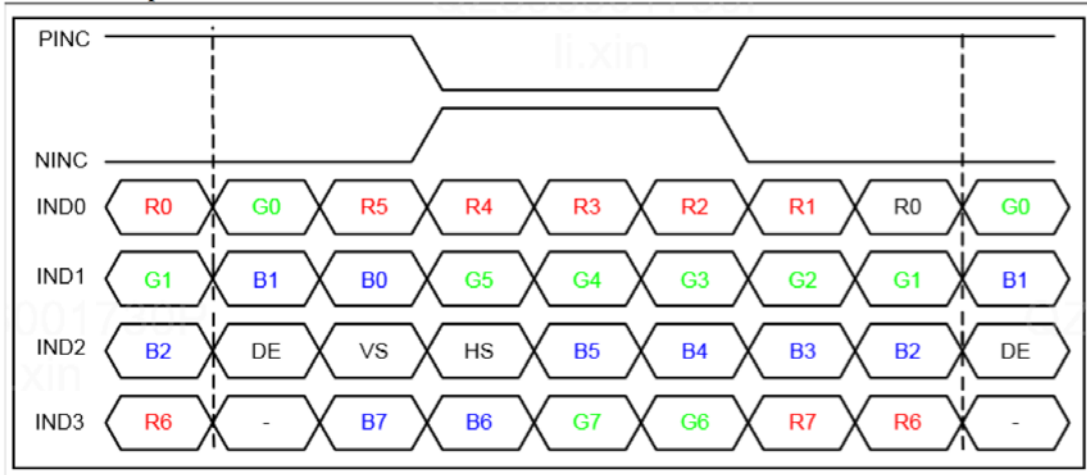 PINC
li.xin
NINC
IND0 R0 G0 R5 R4 R3 R2 R1 R0 G0
IND1 G1 B1 B0 G5 G4 G3 G2 G1 B1
IND2 B2 DE VS HS B5 B4 B3 B2 DE
IND3 R6 - B7 B6 G7 G6 R7 R6 -